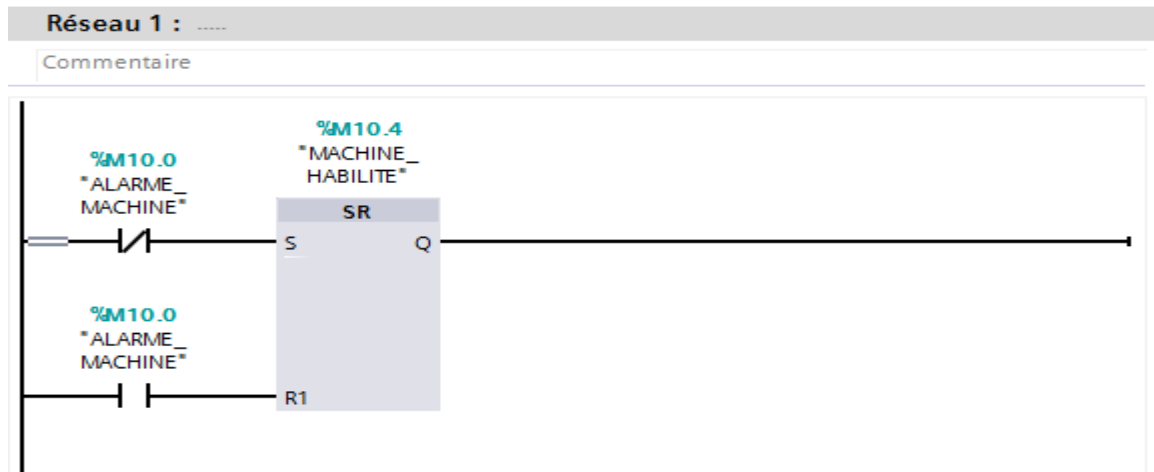 Réseau 1 : .....
Commentaire
%M10.4
"MACHINE_
HABILITE"
%M10.0
"ALARME_
MACHINE"
SR
S
Q
%M10.0
"ALARME_
MACHINE"
R1